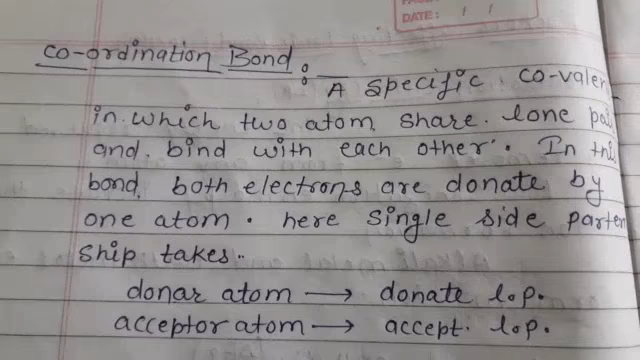 DATE: / /
Co-ordination Bond:
A specific co-valen
in which two atom share. lone pai
and. bind with each other. In thi
bond, both electrons are donate by
one atom. here single side parten
ship takes..
donar atom → donate l.p.
acceptor atom → accept. l.p.